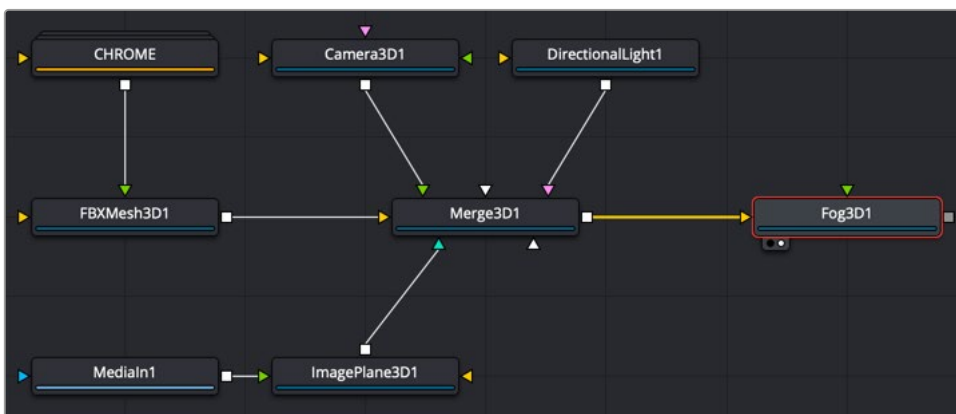 CHROME
Camera3D1
DirectionalLight1
FBXMesh3D1
Merge3D1
Fog3D1
MediaIn1
ImagePlane3D1